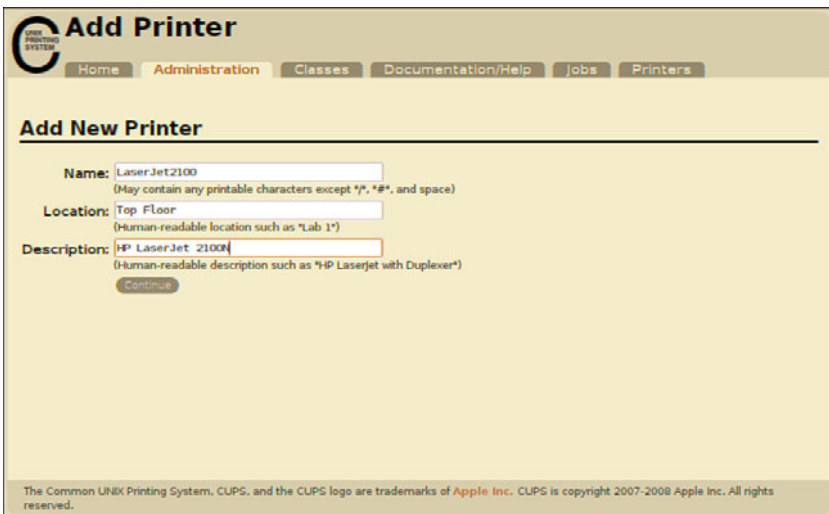 UNIX
PRINTING
SYSTEM
Add Printer
Home Administration Classes Documentation/Help Jobs Printers
Add New Printer
Name: LaserJet2100
(May contain any printable characters except "/", "#", and space)
Location: Top Floor
(Human-readable location such as "Lab 1")
Description: HP LaserJet 2100N
(Human-readable description such as "HP LaserJet with Duplexer")
Continue
The Common UNIX Printing System, CUPS, and the CUPS logo are trademarks of Apple Inc. CUPS is copyright 2007-2008 Apple Inc. All rights
reserved.